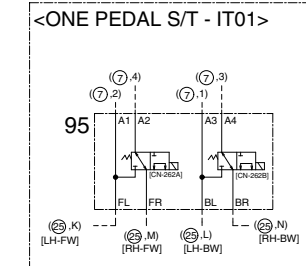 <ONE PEDAL S/T - IT01>
(7,4) (7,3)
(7,2) (7,1)
95 A1 A2 A3 A4
[CN-262A] [CN-262B]
FL FR BL BR
(25,K) (25,M) (25,L) (25,N)
[LH-FW] [RH-FW] [LH-BW] [RH-BW]